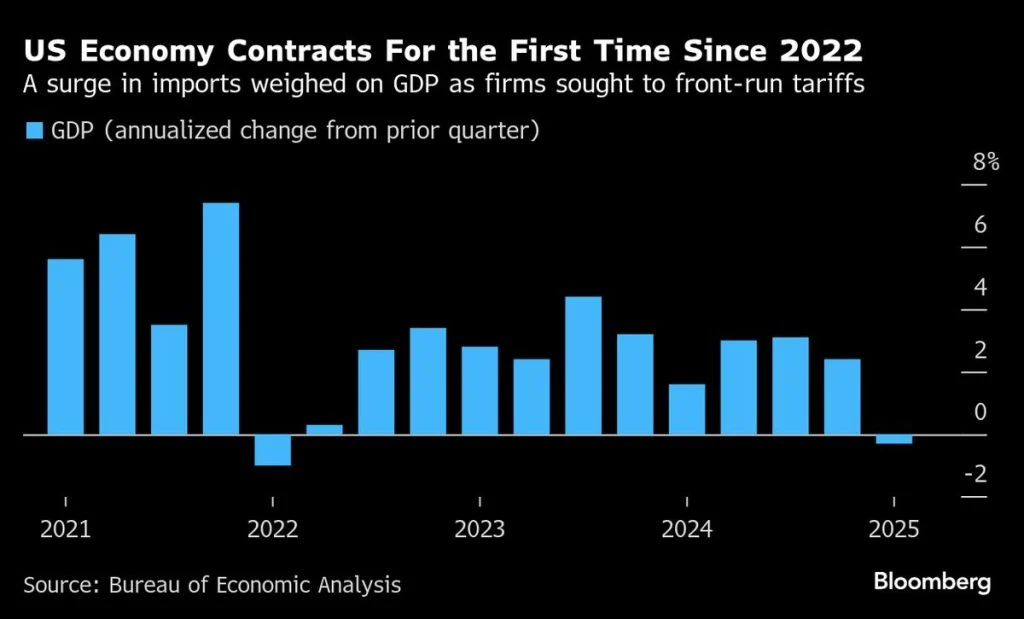 US Economy Contracts For the First Time Since 2022
A surge in imports weighed on GDP as firms sought to front-run tariffs
GDP (annualized change from prior quarter)
8%
6
4
2
0
-2
2021 2022 2023 2024 2025
Source: Bureau of Economic Analysis
Bloomberg